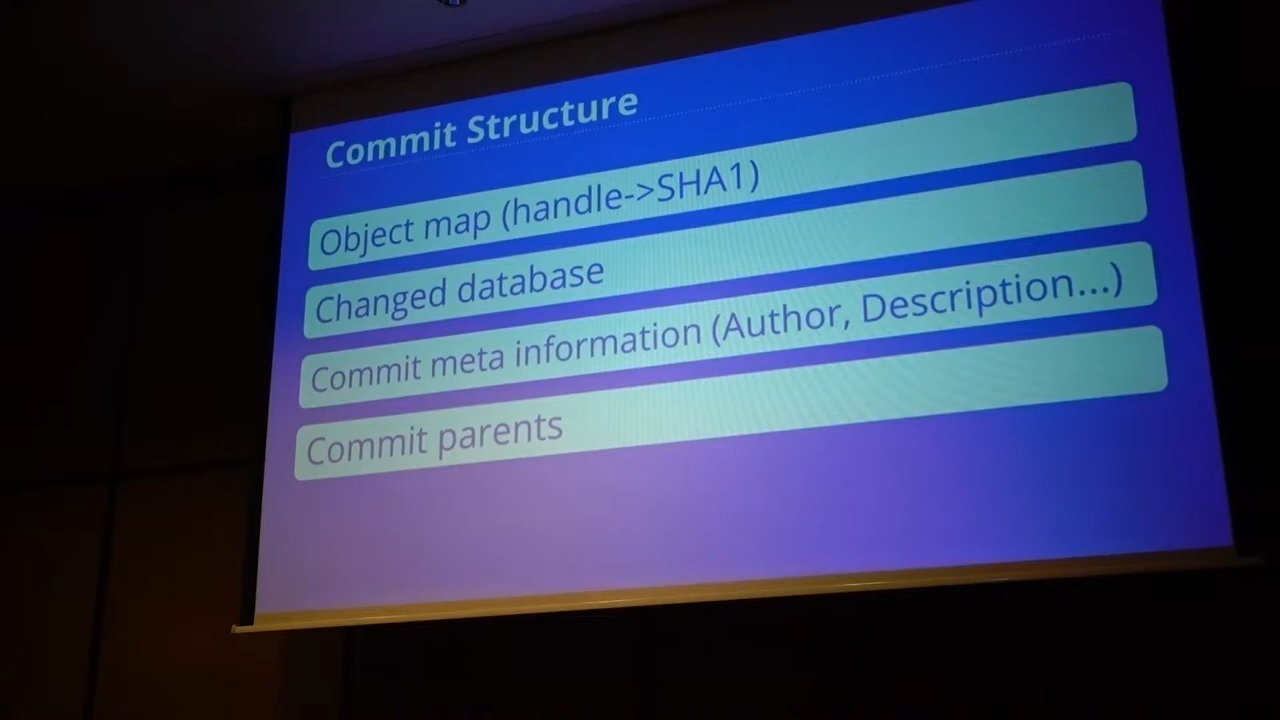 Commit Structure
Object map (handle->SHA1)
Changed database
Commit meta information (Author, Description...)
Commit parents